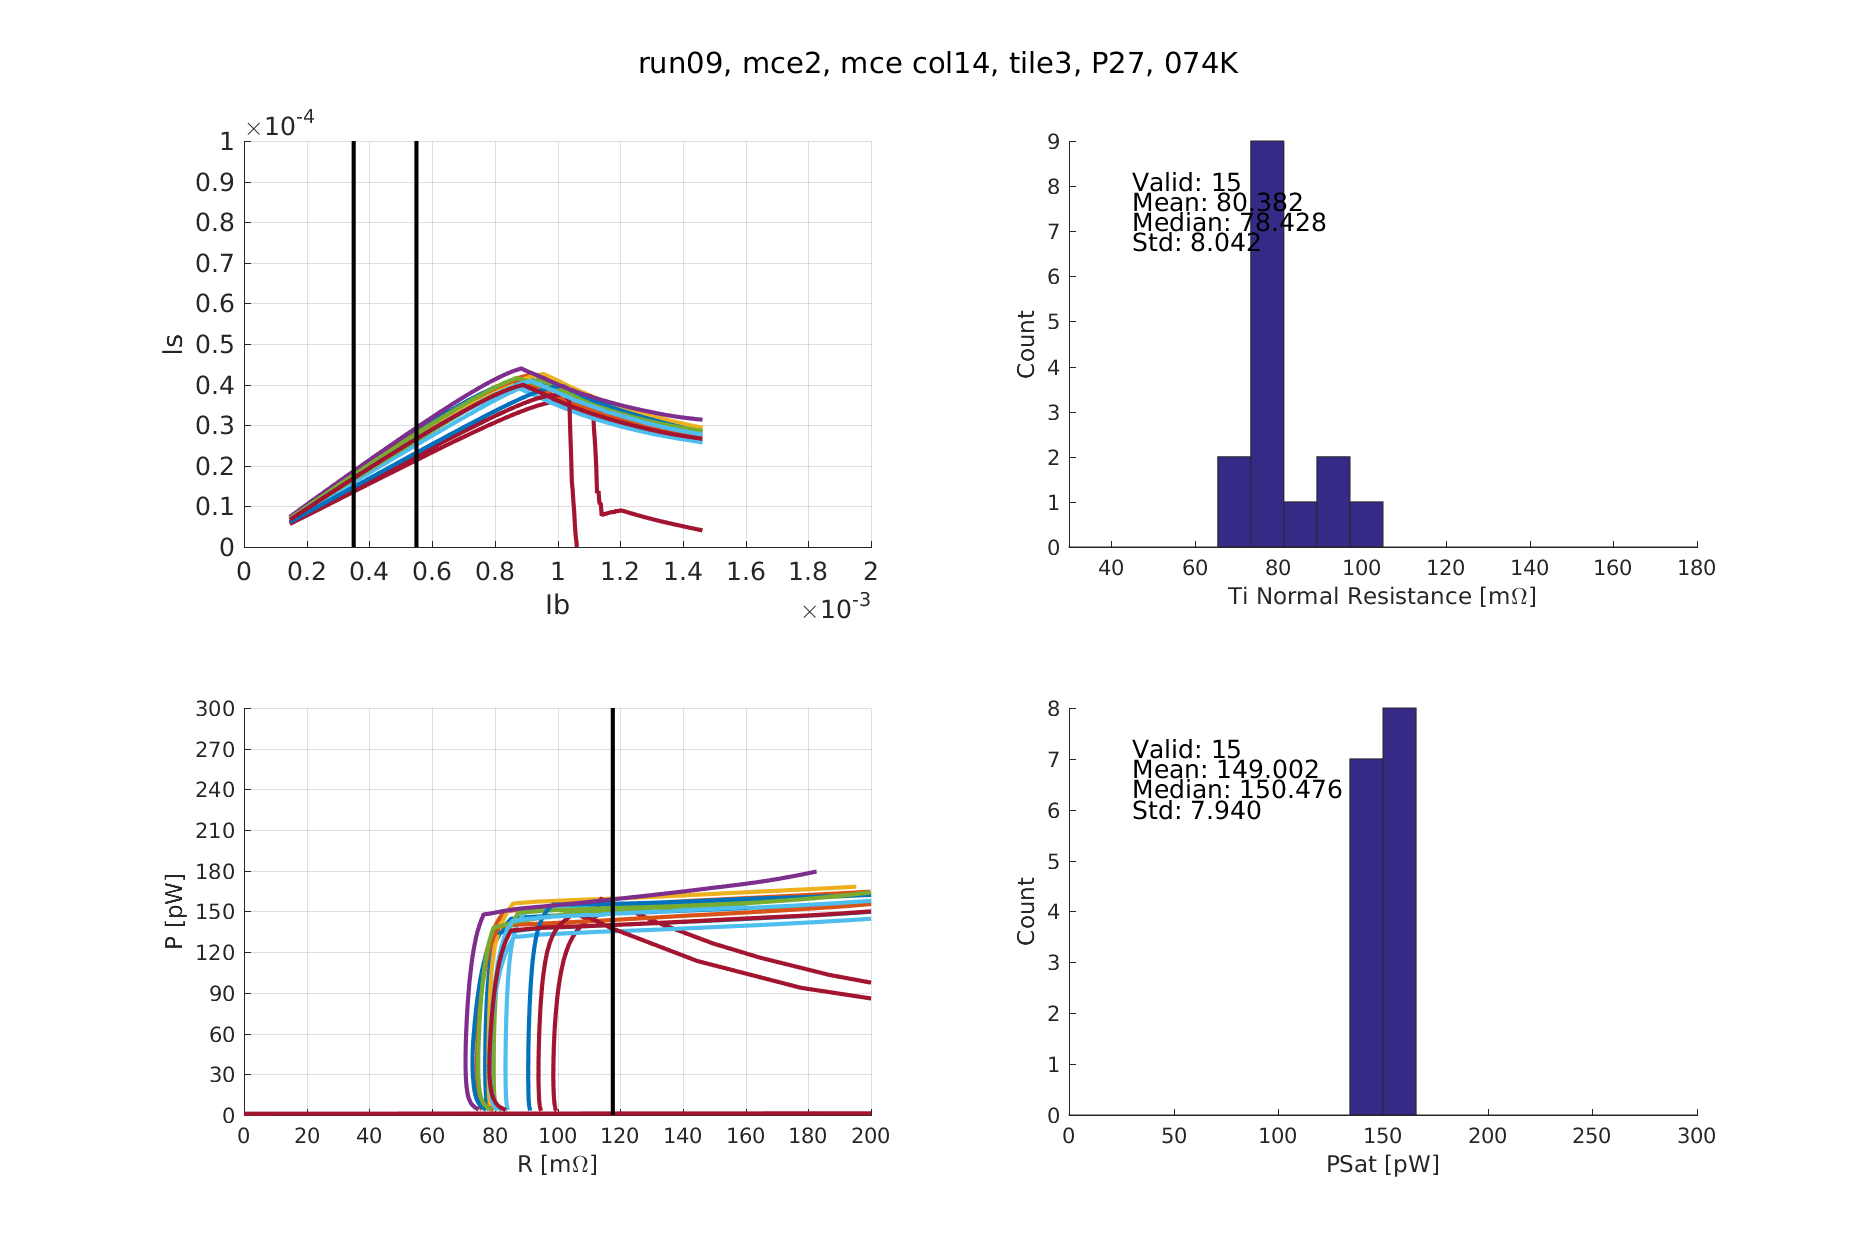 run09, mce2, mce col14, tile3, P27, 074K
×10-4
1
0.9
0.8
0.7
0.6
0.5
0.4
0.3
0.2
0.1
0
Is
0 0.2 0.4 0.6 0.8 1 1.2 1.4 1.6 1.8 2
Ib
×10-3
9
8
7
6
5
4
3
2
1
0
Count
Valid: 15
Mean: 80.382
Median: 78.428
Std: 8.042
40 60 80 100 120 140 160 180
Ti Normal Resistance [mΩ]
300
270
240
210
180
150
120
90
60
30
0
P [pW]
0 20 40 60 80 100 120 140 160 180 200
R [mΩ]
8
7
6
5
4
3
2
1
0
Count
Valid: 15
Mean: 149.002
Median: 150.476
Std: 7.940
0 50 100 150 200 250 300
PSat [pW]